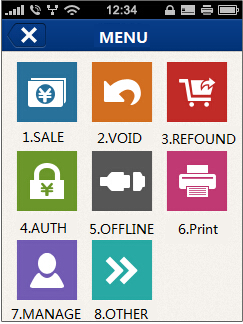 12:34
MENU
1.SALE 2.VOID 3.REFOUND
4.AUTH 5.OFFLINE 6.Print
7.MANAGE 8.OTHER